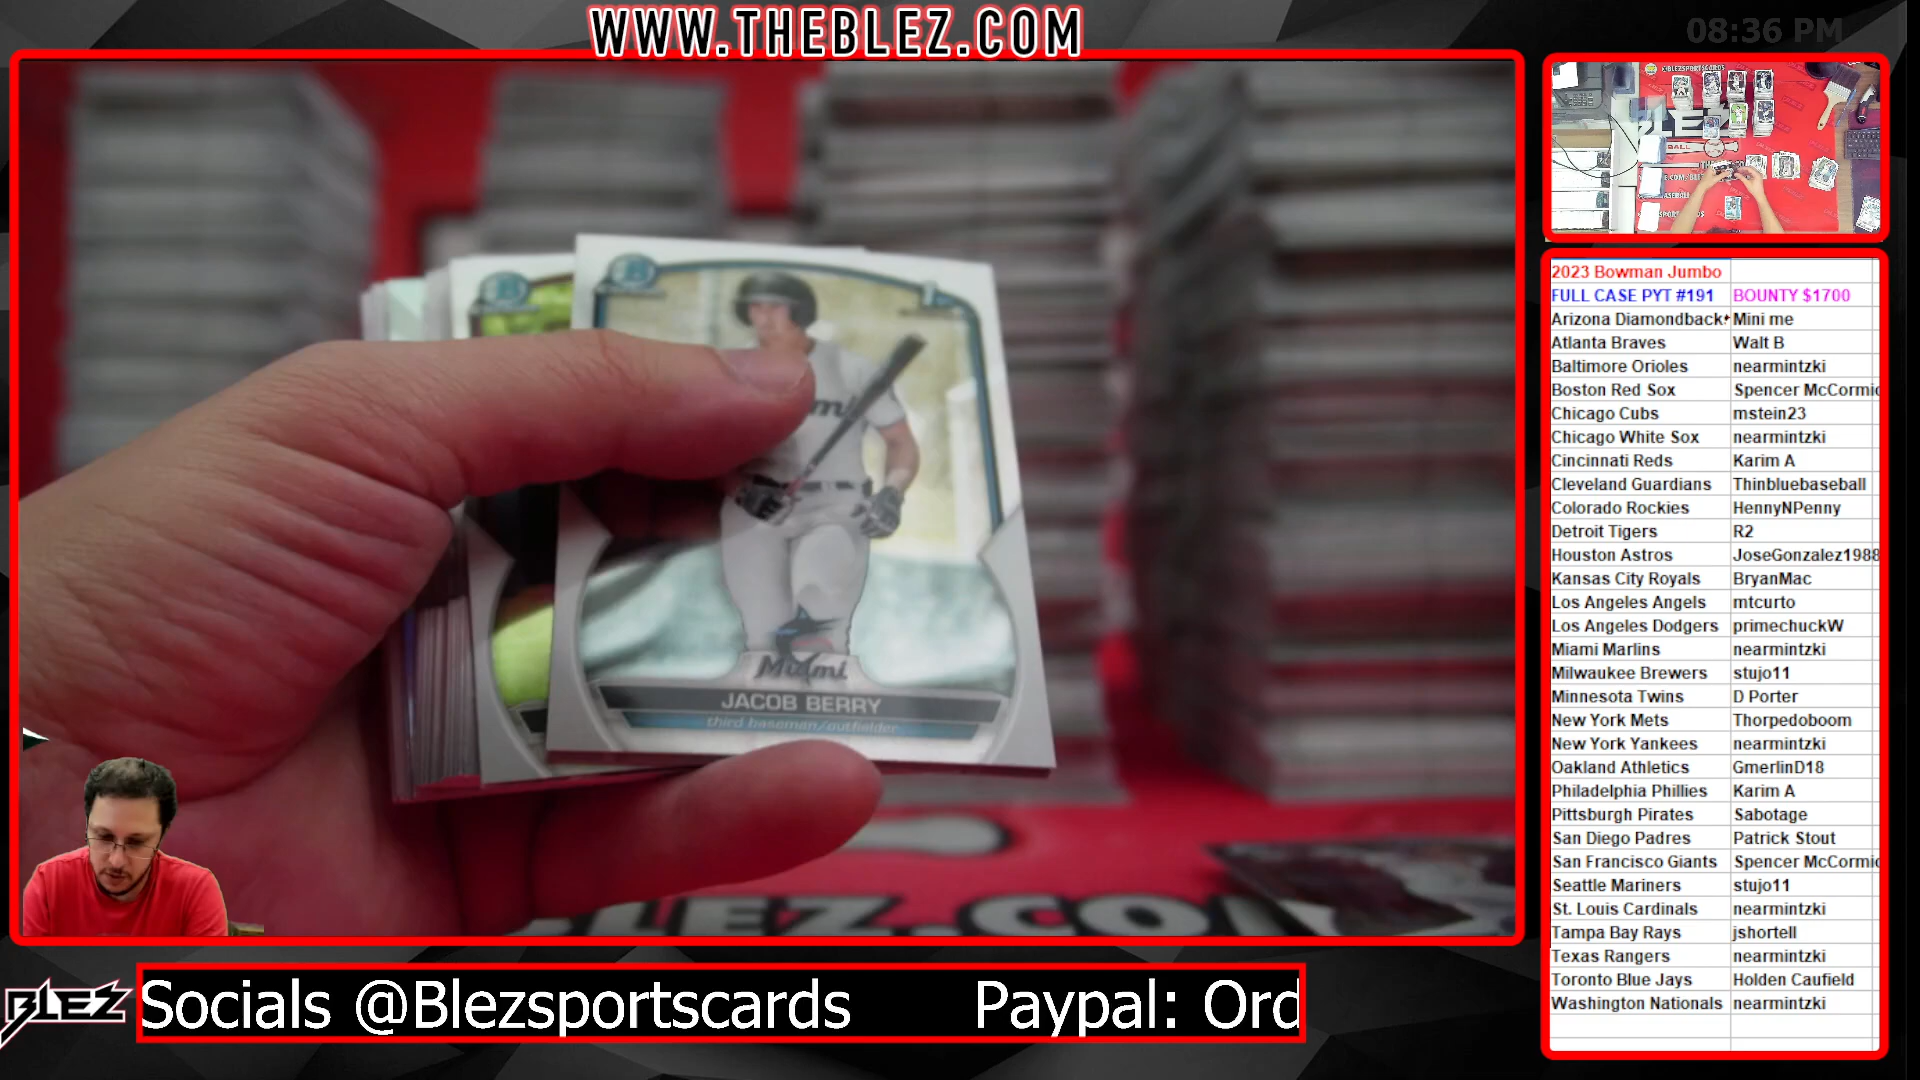 WWW.THEBLEZ.COM
08:36 PM
@BLEZSPORTSCARDS
Miami
JACOB BERRY
third baseman/outfielder
LEZ.CO
2023 Bowman Jumbo
FULL CASE PYT #191 BOUNTY $1700
Arizona Diamondbacks Mini me
Atlanta Braves Walt B
Baltimore Orioles nearmintzki
Boston Red Sox Spencer McCormic
Chicago Cubs mstein23
Chicago White Sox nearmintzki
Cincinnati Reds Karim A
Cleveland Guardians Thinbluebaseball
Colorado Rockies HennyNPenny
Detroit Tigers R2
Houston Astros JoseGonzalez1988
Kansas City Royals BryanMac
Los Angeles Angels mtcurto
Los Angeles Dodgers primechuckW
Miami Marlins nearmintzki
Milwaukee Brewers stujo11
Minnesota Twins D Porter
New York Mets Thorpedoboom
New York Yankees nearmintzki
Oakland Athletics GmerlinD18
Philadelphia Phillies Karim A
Pittsburgh Pirates Sabotage
San Diego Padres Patrick Stout
San Francisco Giants Spencer McCormic
Seattle Mariners stujo11
St. Louis Cardinals nearmintzki
Tampa Bay Rays jshortell
Texas Rangers nearmintzki
Toronto Blue Jays Holden Caufield
Washington Nationals nearmintzki
BLEZ
Socials @Blezsportscards Paypal: Ord